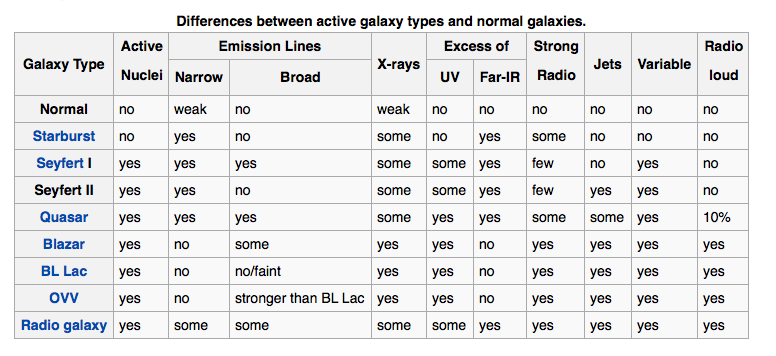 Differences between active galaxy types and normal galaxies.
Galaxy Type Active Nuclei Emission Lines X-rays Excess of Strong Radio Jets Variable Radio loud
Narrow Broad UV Far-IR
Normal no weak no weak no no no no no no
Starburst no yes no some no yes some no no no
Seyfert I yes yes yes some some yes few no yes no
Seyfert II yes yes no some some yes few yes yes no
Quasar yes yes yes some yes yes some some yes 10%
Blazar yes no some yes yes no yes yes yes yes
BL Lac yes no no/faint yes yes no yes yes yes yes
OVV yes no stronger than BL Lac yes yes no yes yes yes yes
Radio galaxy yes some some some some yes yes yes yes yes